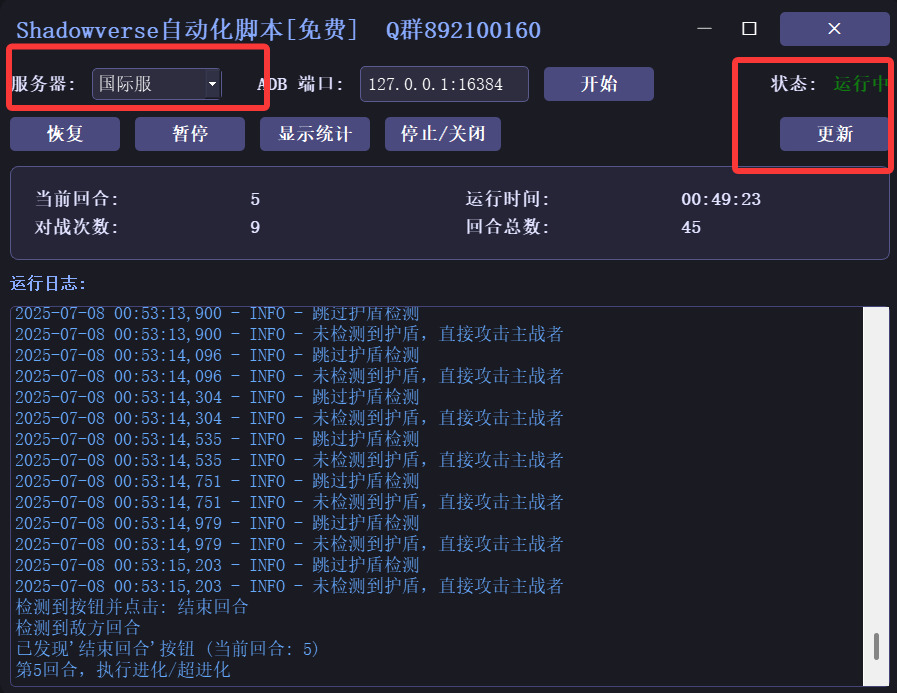 Shadowverse自动化脚本[免费] Q群892100160
服务器: 国际服 ADB 端口: 127.0.0.1:16384 开始 状态: 运行中
恢复 暂停 显示统计 停止/关闭 更新
当前回合: 5 运行时间: 00:49:23
对战次数: 9 回合总数: 45
运行日志:
2025-07-08 00:53:13,900 - INFO - 跳过护盾检测
2025-07-08 00:53:13,900 - INFO - 未检测到护盾，直接攻击主战者
2025-07-08 00:53:14,096 - INFO - 跳过护盾检测
2025-07-08 00:53:14,096 - INFO - 未检测到护盾，直接攻击主战者
2025-07-08 00:53:14,304 - INFO - 跳过护盾检测
2025-07-08 00:53:14,304 - INFO - 未检测到护盾，直接攻击主战者
2025-07-08 00:53:14,535 - INFO - 跳过护盾检测
2025-07-08 00:53:14,535 - INFO - 未检测到护盾，直接攻击主战者
2025-07-08 00:53:14,751 - INFO - 跳过护盾检测
2025-07-08 00:53:14,751 - INFO - 未检测到护盾，直接攻击主战者
2025-07-08 00:53:14,979 - INFO - 跳过护盾检测
2025-07-08 00:53:14,979 - INFO - 未检测到护盾，直接攻击主战者
2025-07-08 00:53:15,203 - INFO - 跳过护盾检测
2025-07-08 00:53:15,203 - INFO - 未检测到护盾，直接攻击主战者
检测到按钮并点击: 结束回合
检测到敌方回合
已发现'结束回合'按钮 (当前回合: 5)
第5回合，执行进化/超进化